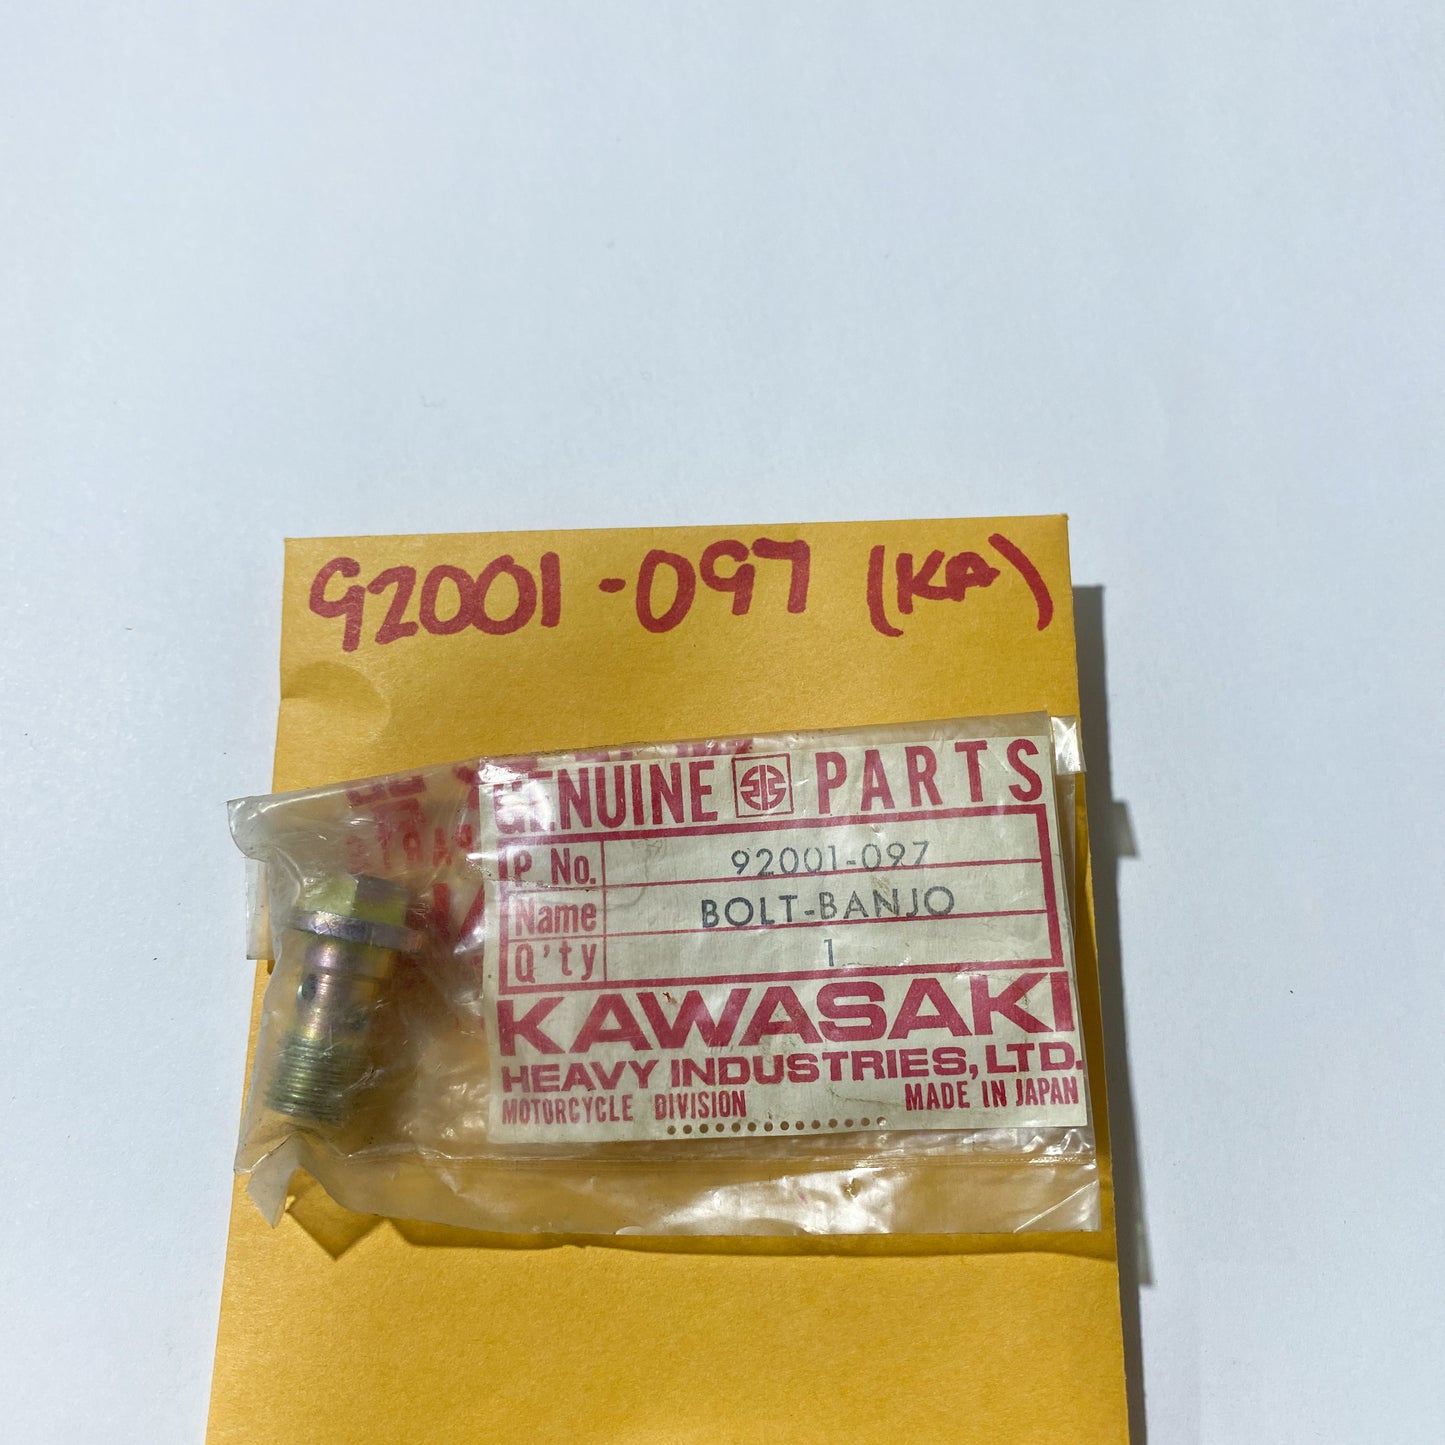 92001-097 (KA)
GENUINE PARTS
P No. 92001-097
Name BOLT-BANJO
Q'ty 1
KAWASAKI
HEAVY INDUSTRIES, LTD.
MOTORCYCLE DIVISION MADE IN JAPAN